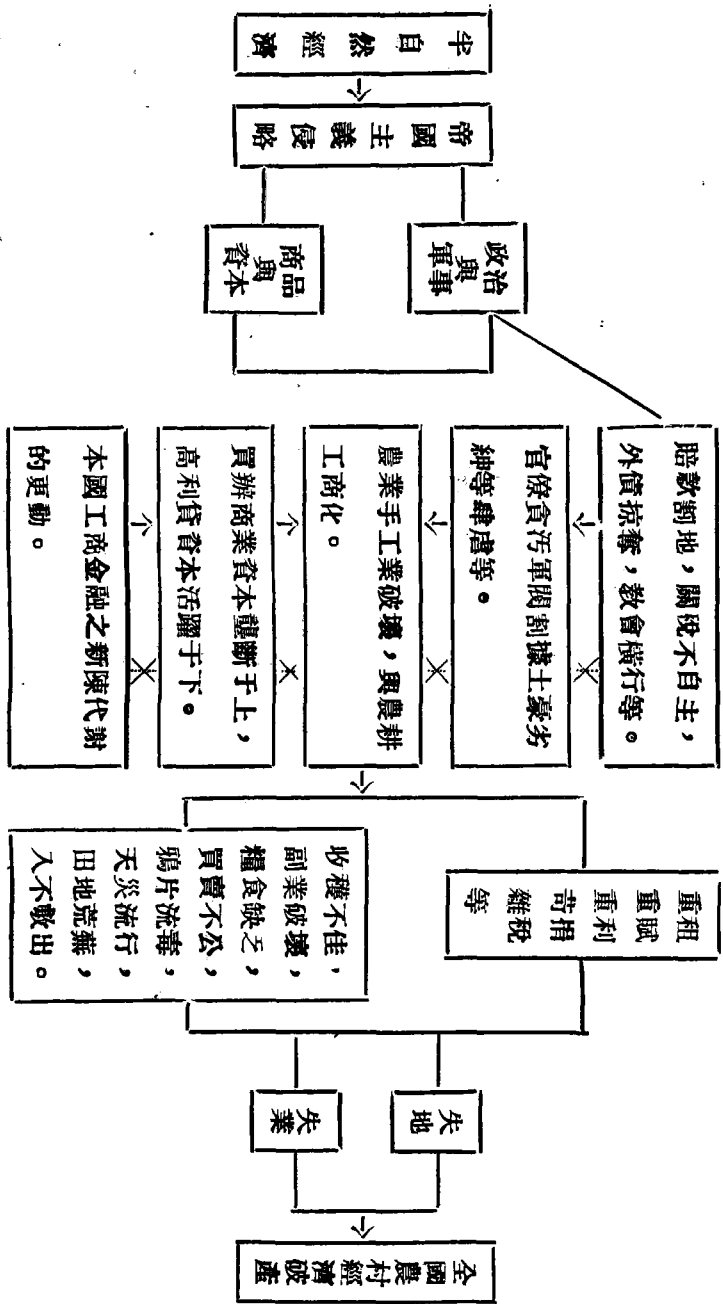 半自然經濟
帝國主義侵略
政治
與
軍事
商品
與
資本
賠款割地，關稅不自主，
外債掠奪，教會橫行等。
官僚貪污軍閥割據土豪劣
紳等肆虐等。
農業手工業破壞，與農耕
工商化。
買辦商業資本壟斷于上，
高利貸資本活躍于下。
本國工商金融之新陳代謝
的更動。
重租
重賦
重利
苛捐
雜稅
等
收穫不佳，
副業破壞，
糧食缺乏，
買賣不公，
鴉片流毒，
天災流行，
田地荒蕪，
入不敷出。
失地
失業
全國農村經濟破產